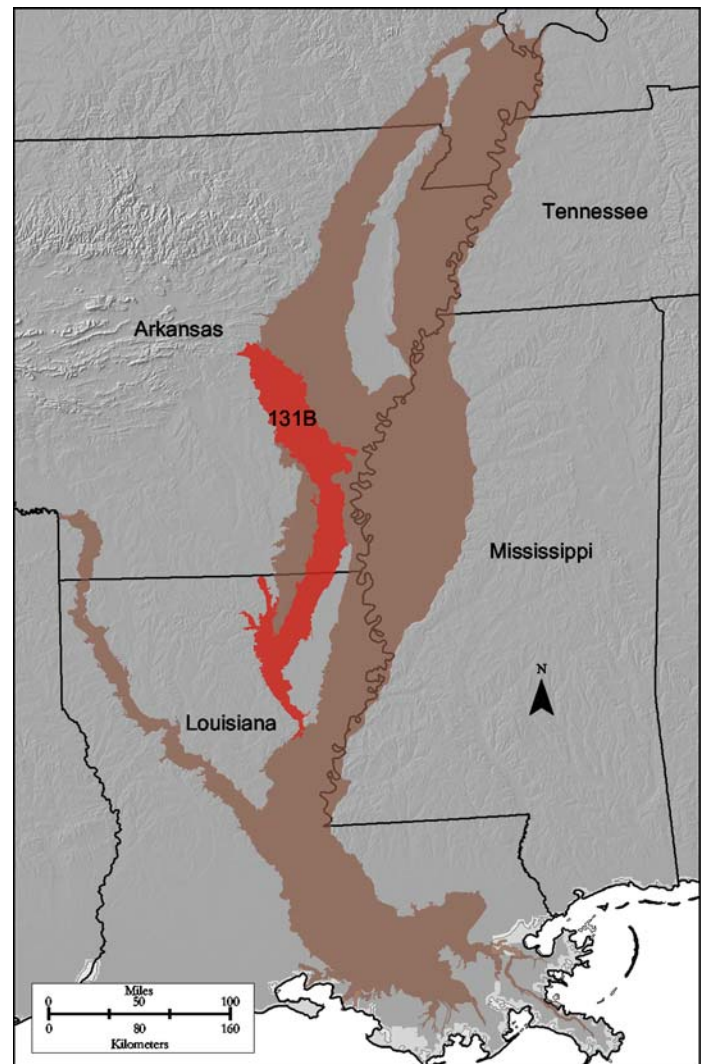 Tennessee
Arkansas
131B
Mississippi
N
Louisiana
Miles
0 50 100
0 80 160
Kilometers